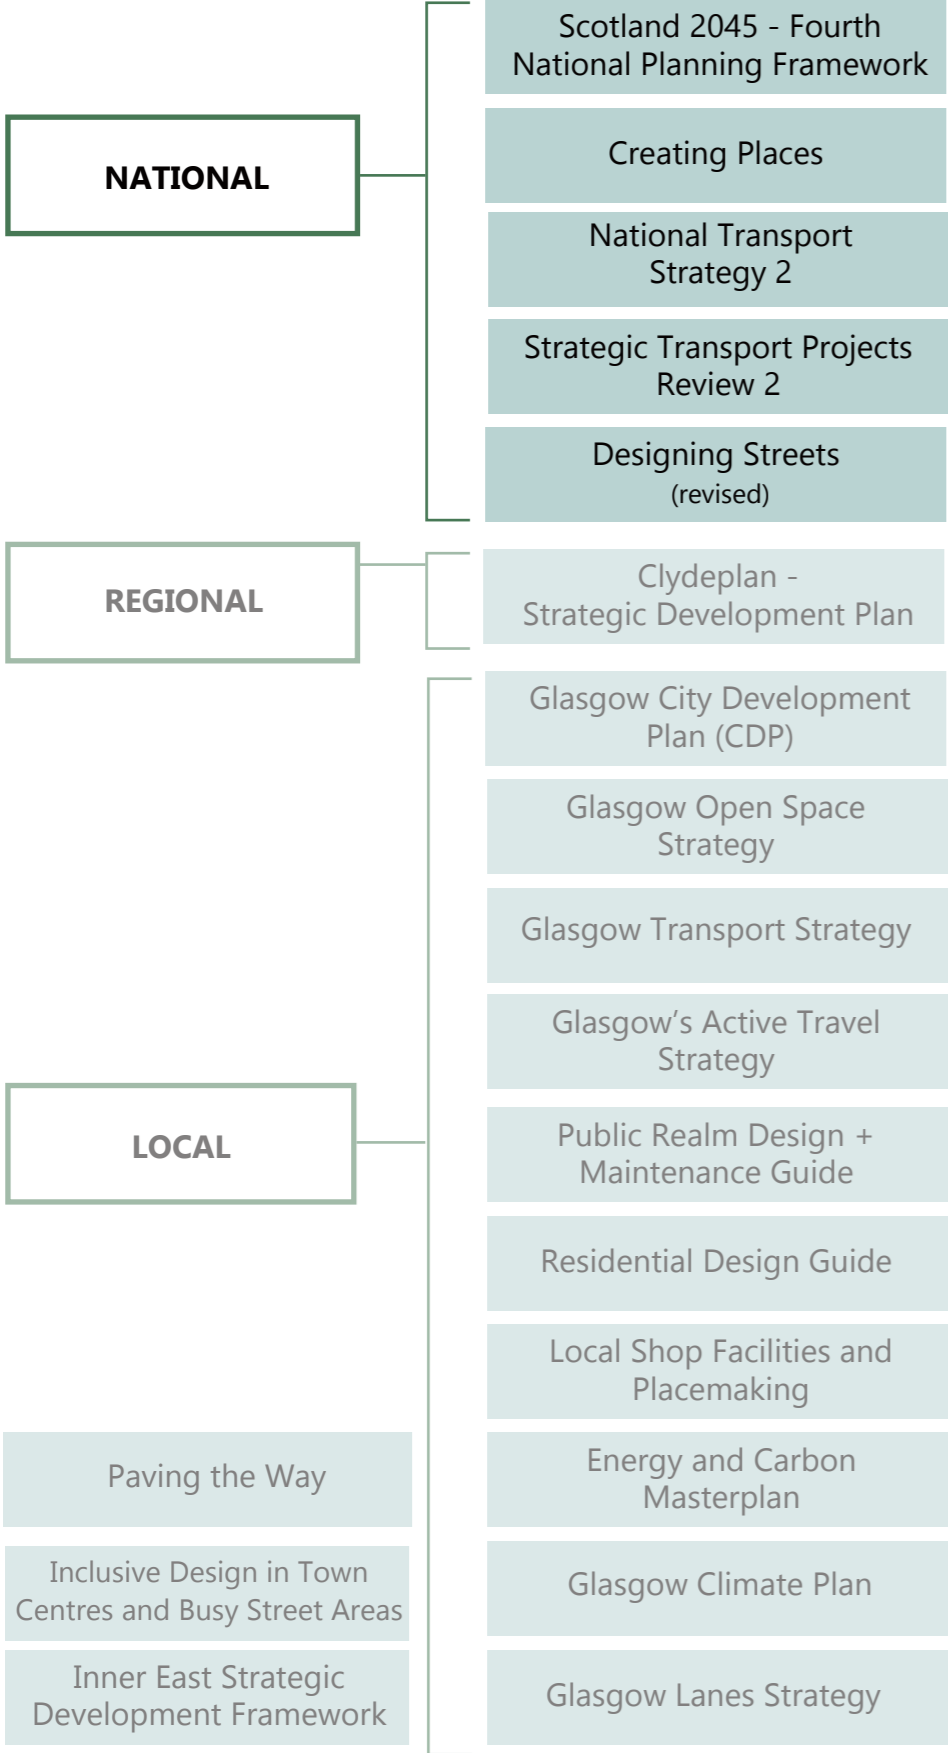 NATIONAL
Scotland 2045 - Fourth
National Planning Framework
Creating Places
National Transport
Strategy 2
Strategic Transport Projects
Review 2
Designing Streets
(revised)
REGIONAL
Clydeplan -
Strategic Development Plan
LOCAL
Glasgow City Development
Plan (CDP)
Glasgow Open Space
Strategy
Glasgow Transport Strategy
Glasgow’s Active Travel
Strategy
Public Realm Design +
Maintenance Guide
Residential Design Guide
Local Shop Facilities and
Placemaking
Energy and Carbon
Masterplan
Glasgow Climate Plan
Glasgow Lanes Strategy
Paving the Way
Inclusive Design in Town
Centres and Busy Street Areas
Inner East Strategic
Development Framework